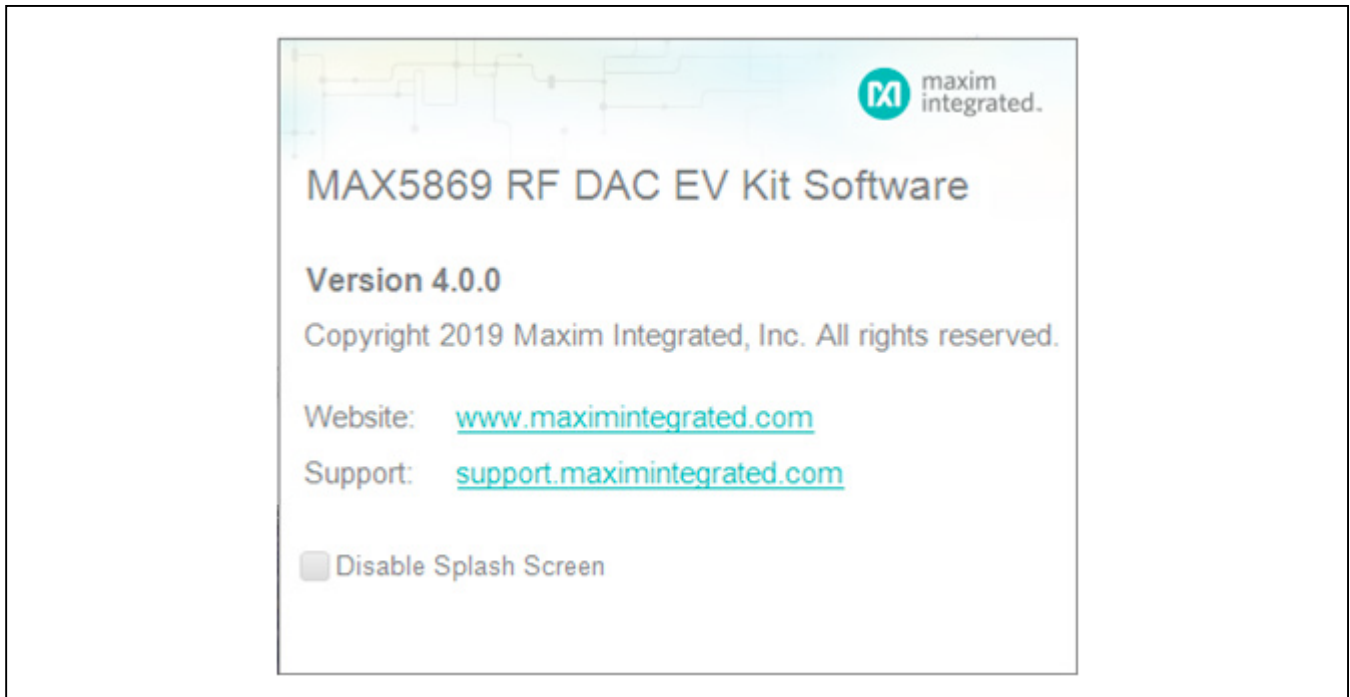 maxim
integrated™
MAX5869 RF DAC EV Kit Software
Version 4.0.0
Copyright 2019 Maxim Integrated, Inc. All rights reserved.
Website: www.maximintegrated.com
Support: support.maximintegrated.com
Disable Splash Screen